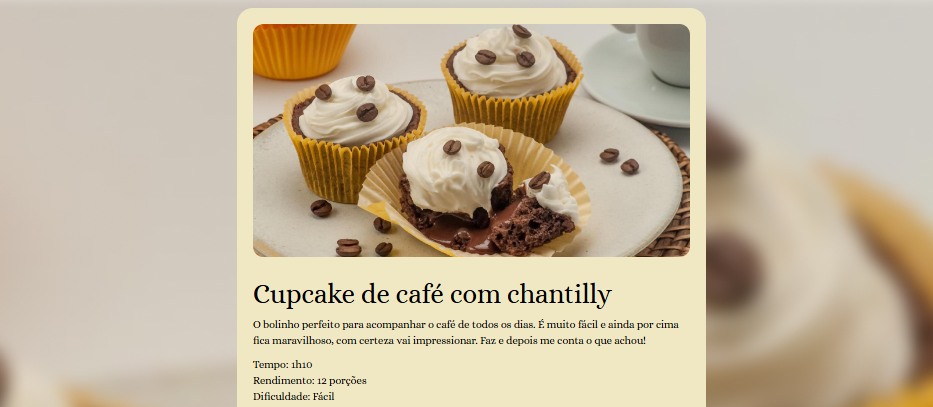 Cupcake de café com chantilly
O bolinho perfeito para acompanhar o café de todos os dias. É muito fácil e ainda por cima
fica maravilhoso, com certeza vai impressionar. Faz e depois me conta o que achou!
Tempo: 1h10
Rendimento: 12 porções
Dificuldade: Fácil